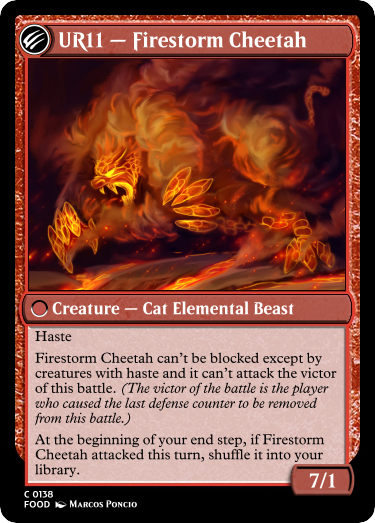 UR11 — Firestorm Cheetah
Creature — Cat Elemental Beast
Haste
Firestorm Cheetah can't be blocked except by
creatures with haste and it can't attack the victor
of this battle. (The victor of the battle is the player
who caused the last defense counter to be removed
from this battle.)
At the beginning of your end step, if Firestorm
Cheetah attacked this turn, shuffle it into your
library.
7/1
C 0138
FOOD Marcos Poncio